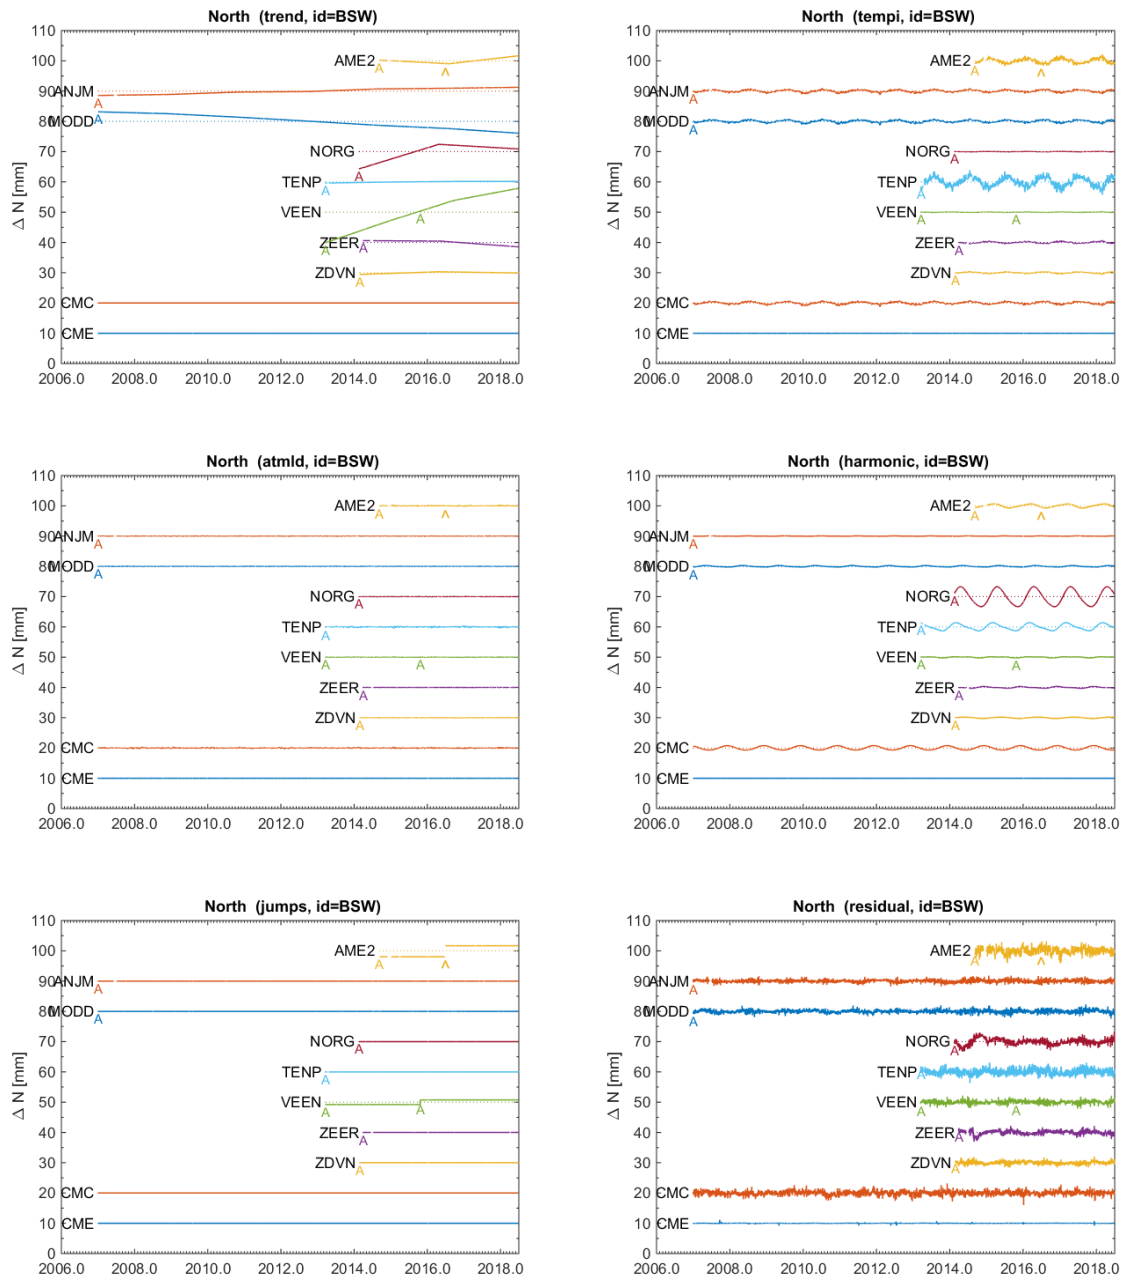 North (trend, id=BSW)
110
100
90
80
70
60
50
40
30
20
10
0
Δ N [mm]
AME2
A
^
ANJM
A
MODD
A
NORG
A
TENP
A
VEEN
A
A
ZEER
A
ZDVN
A
CMC
CME
2006.0 2008.0 2010.0 2012.0 2014.0 2016.0 2018.0
North (tempi, id=BSW)
110
100
90
80
70
60
50
40
30
20
10
0
Δ N [mm]
AME2
A
^
ANJM
A
MODD
A
NORG
A
TENP
A
VEEN
A
A
ZEER
A
ZDVN
A
CMC
CME
2006.0 2008.0 2010.0 2012.0 2014.0 2016.0 2018.0
North (atmld, id=BSW)
110
100
90
80
70
60
50
40
30
20
10
0
Δ N [mm]
AME2
A
^
ANJM
A
MODD
A
NORG
A
TENP
A
VEEN
A
A
ZEER
A
ZDVN
A
CMC
CME
2006.0 2008.0 2010.0 2012.0 2014.0 2016.0 2018.0
North (harmonic, id=BSW)
110
100
90
80
70
60
50
40
30
20
10
0
Δ N [mm]
AME2
A
^
ANJM
A
MODD
A
NORG
A
TENP
A
VEEN
A
A
ZEER
A
ZDVN
A
CMC
CME
2006.0 2008.0 2010.0 2012.0 2014.0 2016.0 2018.0
North (jumps, id=BSW)
110
100
90
80
70
60
50
40
30
20
10
0
Δ N [mm]
AME2
A
^
ANJM
A
MODD
A
NORG
A
TENP
A
VEEN
A
A
ZEER
A
ZDVN
A
CMC
CME
2006.0 2008.0 2010.0 2012.0 2014.0 2016.0 2018.0
North (residual, id=BSW)
110
100
90
80
70
60
50
40
30
20
10
0
Δ N [mm]
AME2
A
^
ANJM
A
MODD
A
NORG
A
TENP
A
VEEN
A
A
ZEER
A
ZDVN
A
CMC
CME
2006.0 2008.0 2010.0 2012.0 2014.0 2016.0 2018.0